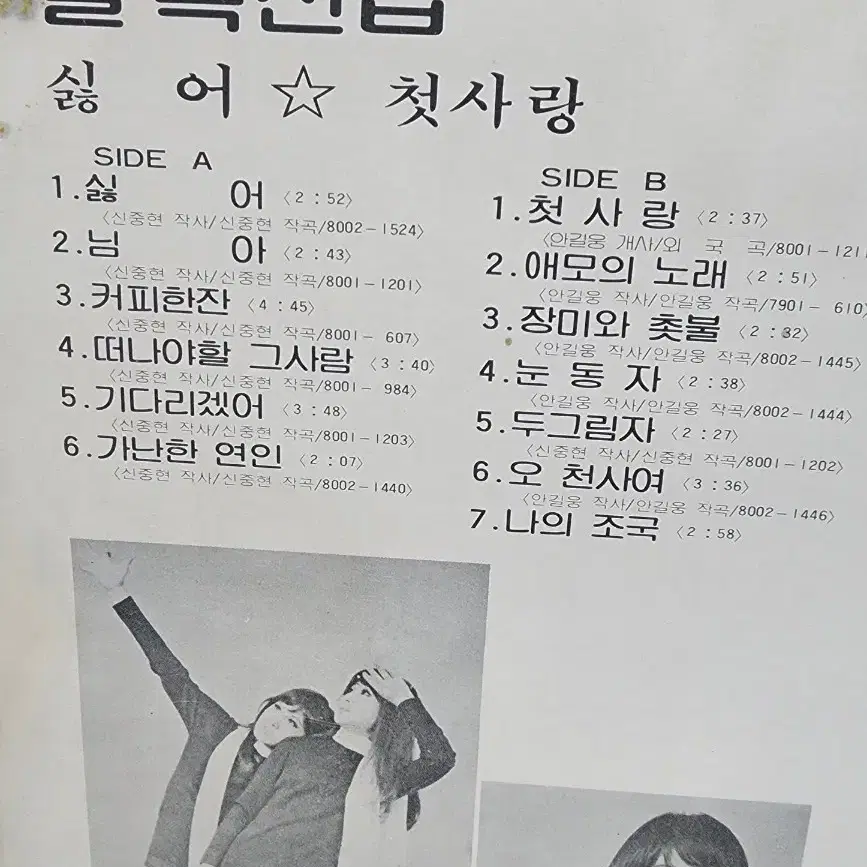 싫 어 ☆ 첫사랑
SIDE A
1.싫 어 〈2 : 52〉
〈신중현 작사/신중현 작곡/8002-1524〉
2.님 아 〈2 : 43〉
〈신중현 작사/신중현 작곡/8001-1201〉
3.커피한잔 〈4 : 45〉
〈신중현 작사/신중현 작곡/8001- 607〉
4.떠나야할 그사람 〈3 : 40〉
〈신중현 작사/신중현 작곡/8001- 984〉
5.기다리겠어 〈3 : 48〉
〈신중현 작사/신중현 작곡/8001-1203〉
6.가난한 연인 〈2 : 07〉
〈신중현 작사/신중현 작곡/8002-1440〉
SIDE B
1.첫 사 랑 〈2 : 37〉
〈안길웅 개사/외 국 곡/8001-121
2.애모의 노래 〈2 : 51〉
〈안길웅 작사/안길웅 작곡/7901- 610〉
3.장미와 촛불 〈2 : 32〉
〈안길웅 작사/안길웅 작곡/8002-1445〉
4.눈 동 자 〈2 : 38〉
〈안길웅 작사/안길웅 작곡/8002-1444〉
5.두그림자 〈2 : 27〉
〈신중현 작사/신중현 작곡/8001-1202〉
6.오 천사여 〈3 : 36〉
〈안길웅 작사/안길웅 작곡/8002-1446〉
7.나의 조국 〈2 : 58〉